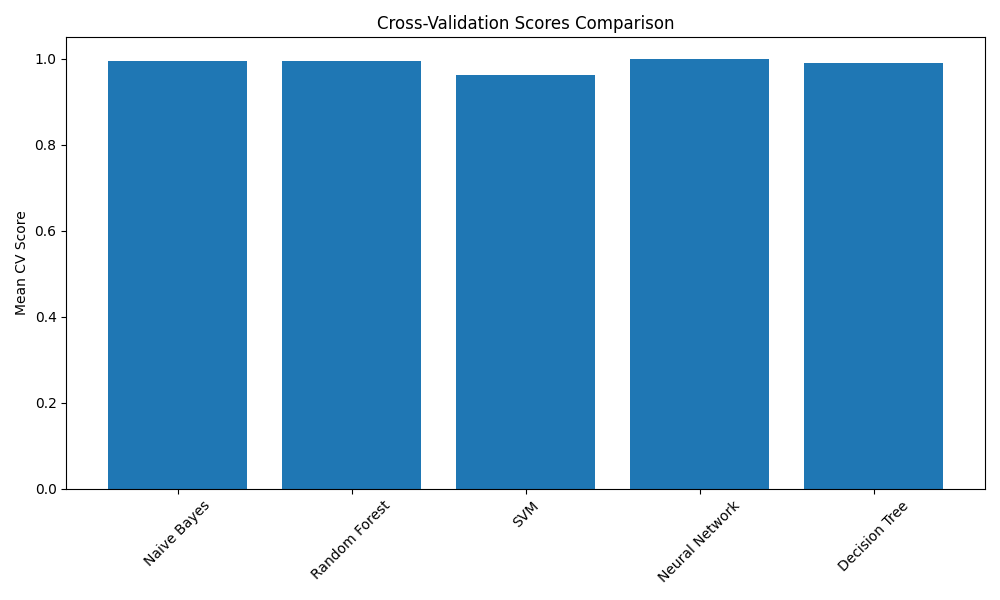 Cross-Validation Scores Comparison
Mean CV Score
1.0
0.8
0.6
0.4
0.2
0.0
Naive Bayes
Random Forest
SVM
Neural Network
Decision Tree